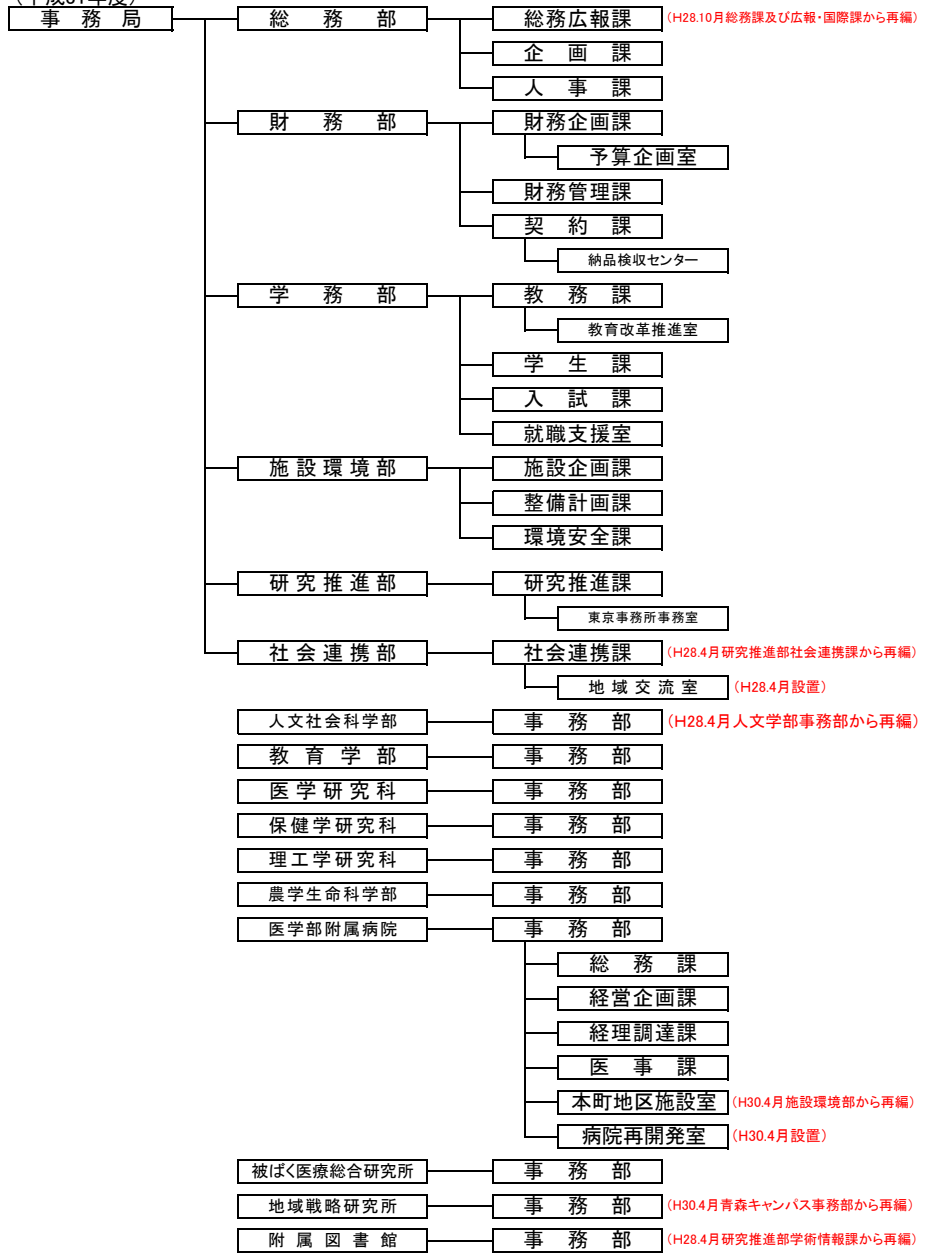 (平成31年度)
事務局 総務部 総務広報課 (H28.10月総務課及び広報・国際課から再編)
企画課
人事課
財務部 財務企画課
予算企画室
財務管理課
契約課
納品検収センター
学務部 教務課
教育改革推進室
学生課
入試課
就職支援室
施設環境部 施設企画課
整備計画課
環境安全課
研究推進部 研究推進課
東京事務所事務室
社会連携部 社会連携課 (H28.4月研究推進部社会連携課から再編)
地域交流室 (H28.4月設置)
人文社会科学部 事務部 (H28.4月人文学部事務部から再編)
教育学部 事務部
医学研究科 事務部
保健学研究科 事務部
理工学研究科 事務部
農学生命科学部 事務部
医学部附属病院 事務部
総務課
経営企画課
経理調達課
医事課
本町地区施設室 (H30.4月施設環境部から再編)
病院再開発室 (H30.4月設置)
被ばく医療総合研究所 事務部
地域戦略研究所 事務部 (H30.4月青森キャンパス事務部から再編)
附属図書館 事務部 (H28.4月研究推進部学術情報課から再編)